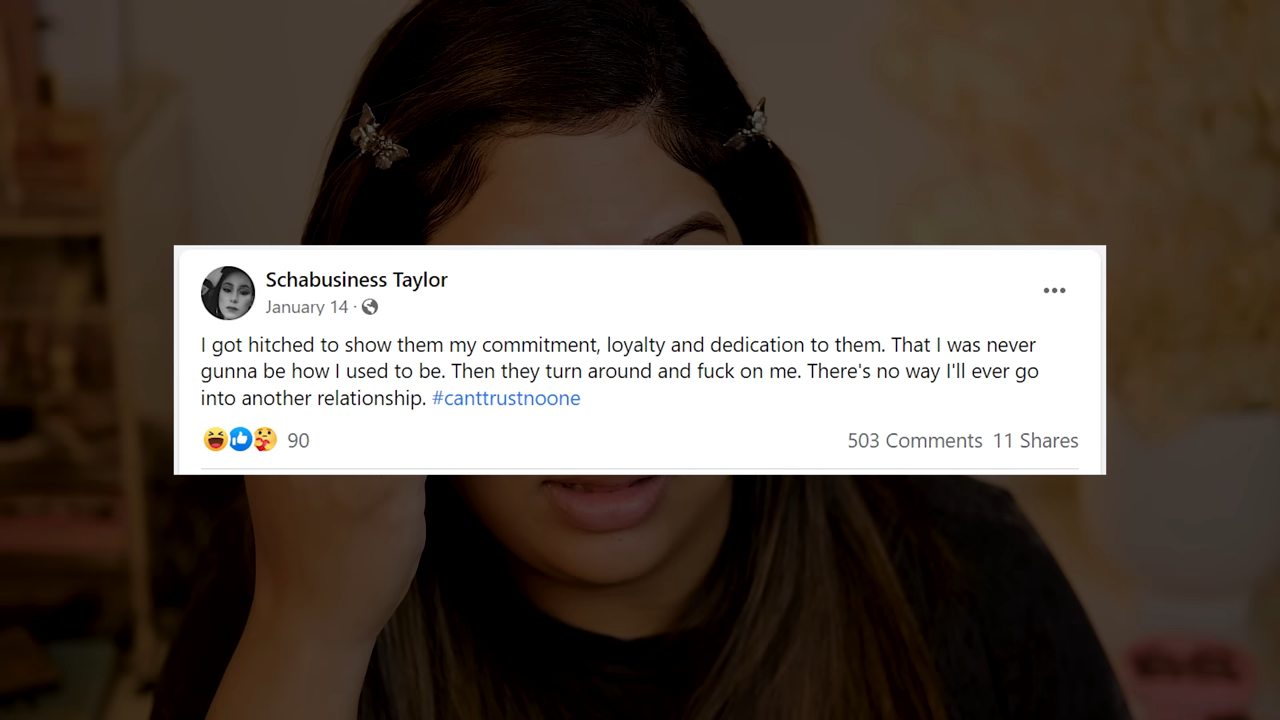 Schabusiness Taylor
January 14 ·
I got hitched to show them my commitment, loyalty and dedication to them. That I was never
gunna be how I used to be. Then they turn around and fuck on me. There's no way I'll ever go
into another relationship. #canttrustnoone
90 503 Comments 11 Shares